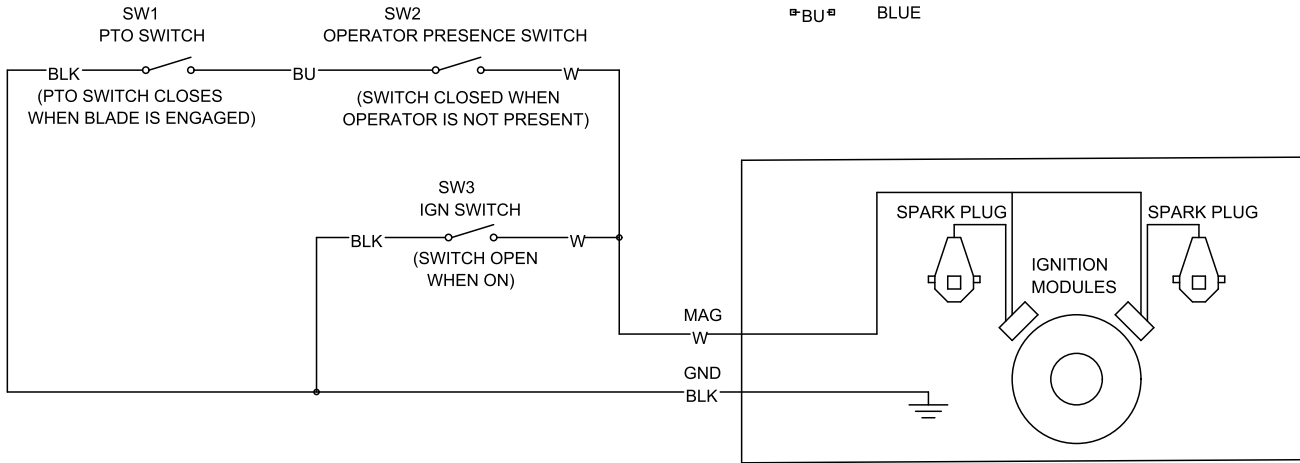 SW1
PTO SWITCH
SW2
OPERATOR PRESENCE SWITCH
BU BLUE
BLK
BU
W
(PTO SWITCH CLOSES
WHEN BLADE IS ENGAGED)
(SWITCH CLOSED WHEN
OPERATOR IS NOT PRESENT)
SW3
IGN SWITCH
BLK
W
(SWITCH OPEN
WHEN ON)
SPARK PLUG
SPARK PLUG
IGNITION
MODULES
MAG
W
GND
BLK